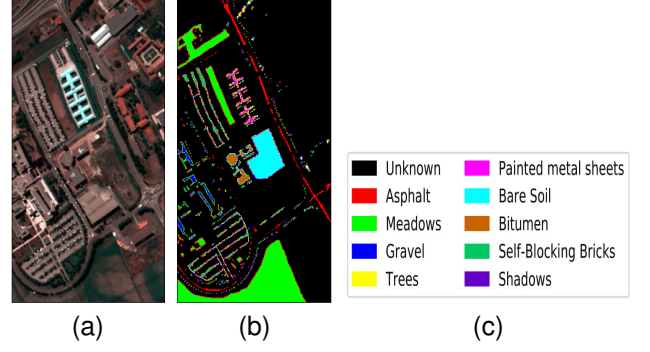 Unknown
Painted metal sheets
Asphalt
Bare Soil
Meadows
Bitumen
Gravel
Self-Blocking Bricks
Trees
Shadows
(a)
(b)
(c)